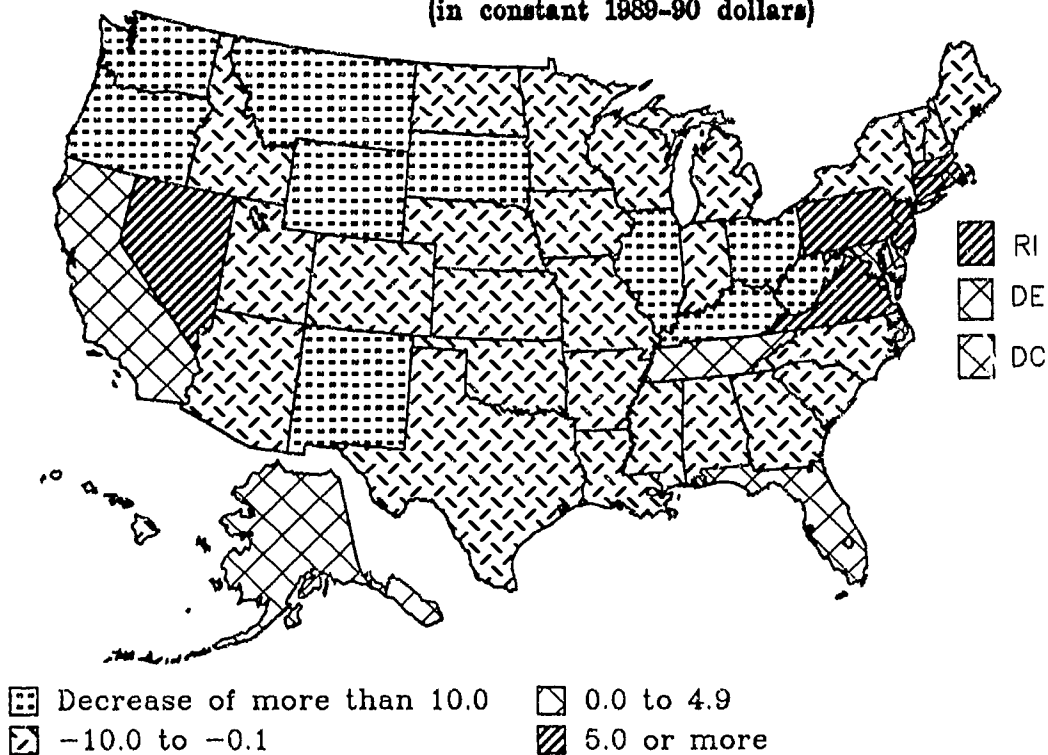 (in constant 1989-90 dollars)
RI
DE
DC
Decrease of more than 10.0
0.0 to 4.9
-10.0 to -0.1
5.0 or more